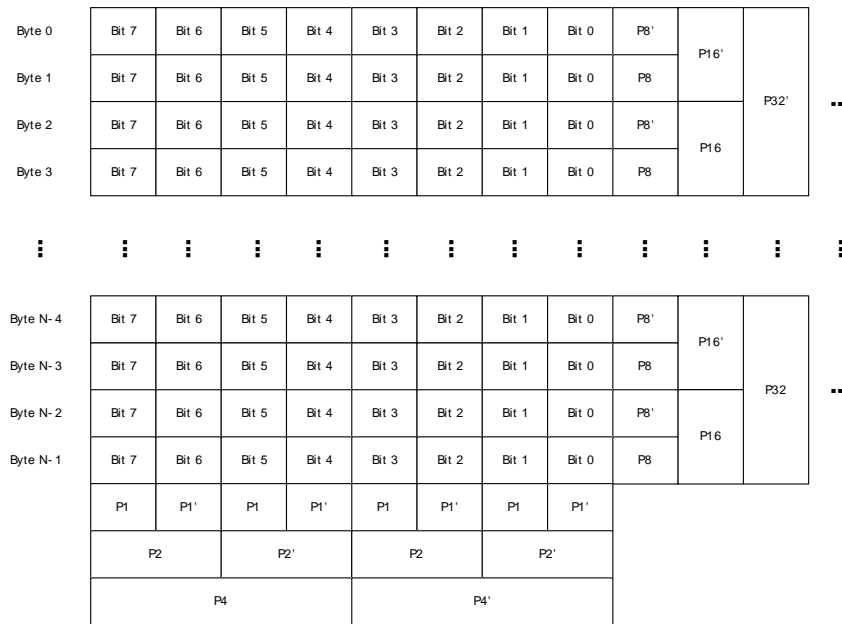 Byte 0 Bit 7 Bit 6 Bit 5 Bit 4 Bit 3 Bit 2 Bit 1 Bit 0 P8' P16' P32' ...
Byte 1 Bit 7 Bit 6 Bit 5 Bit 4 Bit 3 Bit 2 Bit 1 Bit 0 P8
Byte 2 Bit 7 Bit 6 Bit 5 Bit 4 Bit 3 Bit 2 Bit 1 Bit 0 P8' P16
Byte 3 Bit 7 Bit 6 Bit 5 Bit 4 Bit 3 Bit 2 Bit 1 Bit 0 P8
Byte N-4 Bit 7 Bit 6 Bit 5 Bit 4 Bit 3 Bit 2 Bit 1 Bit 0 P8' P16' P32 ...
Byte N-3 Bit 7 Bit 6 Bit 5 Bit 4 Bit 3 Bit 2 Bit 1 Bit 0 P8
Byte N-2 Bit 7 Bit 6 Bit 5 Bit 4 Bit 3 Bit 2 Bit 1 Bit 0 P8' P16
Byte N-1 Bit 7 Bit 6 Bit 5 Bit 4 Bit 3 Bit 2 Bit 1 Bit 0 P8
P1 P1' P1 P1' P1 P1' P1 P1'
P2 P2' P2 P2'
P4 P4'